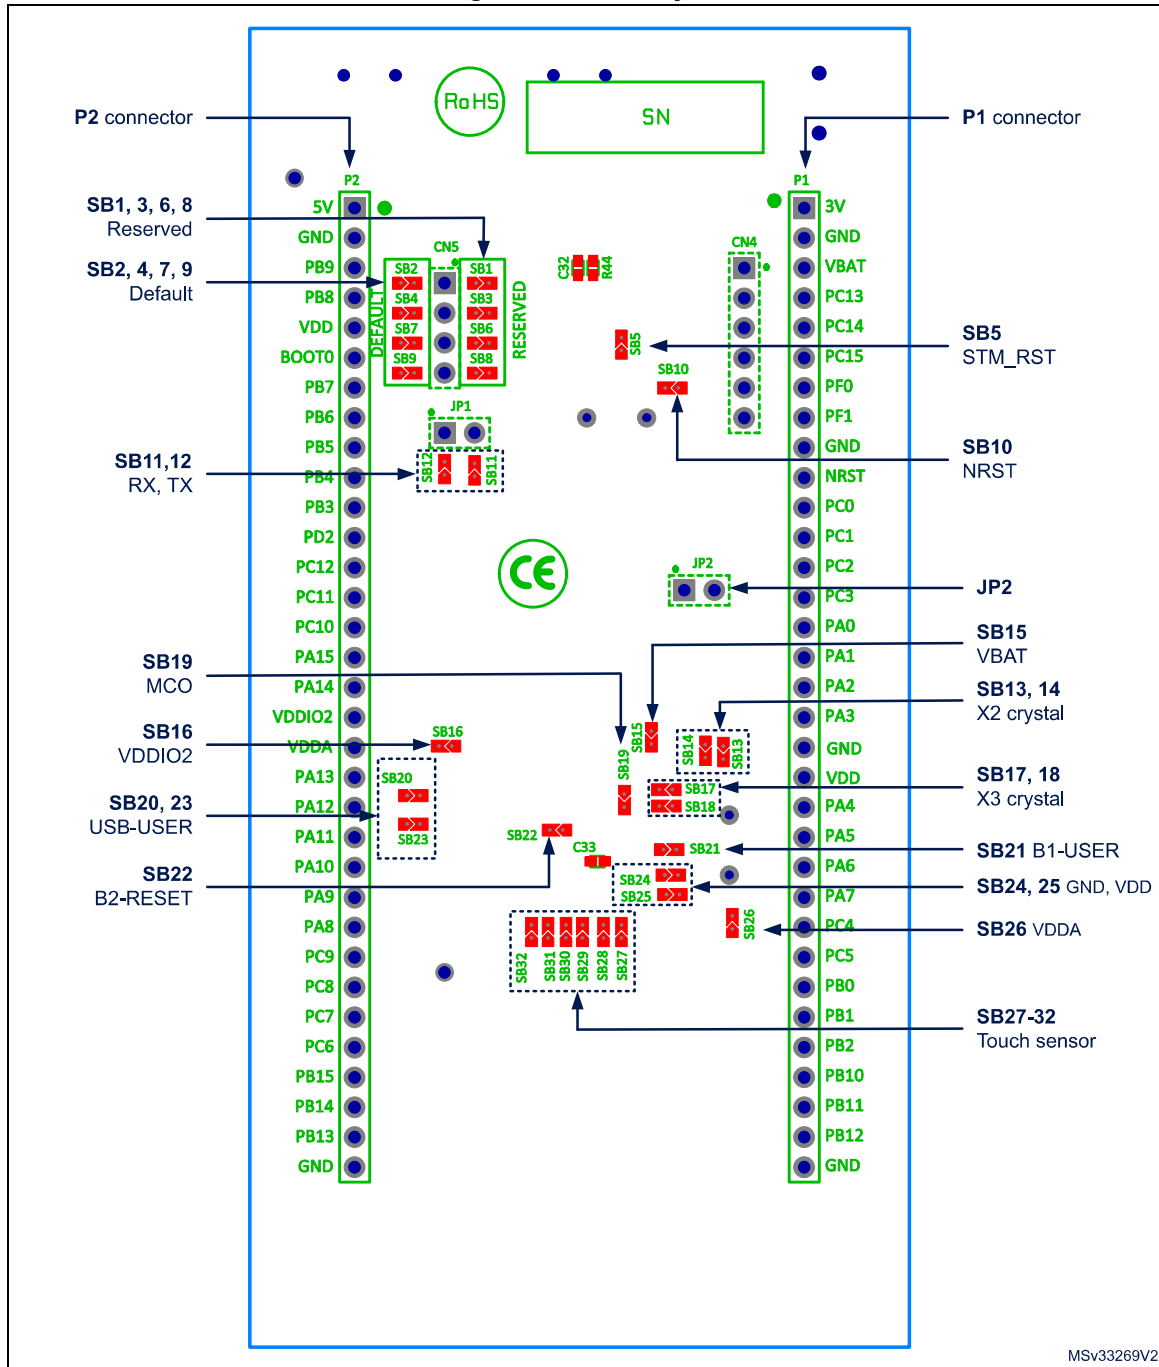 RoHS
SN
P2 connector
P1 connector
SB1, 3, 6, 8
Reserved
SB2, 4, 7, 9
Default
SB11,12
RX, TX
SB19
MCO
SB16
VDDIO2
SB20, 23
USB-USER
SB22
B2-RESET
P2
5V
GND
PB9
PB8
VDD
BOOT0
PB7
PB6
PB5
PB4
PB3
PD2
PC12
PC11
PC10
PA15
PA14
VDDIO2
VDDA
PA13
PA12
PA11
PA10
PA9
PA8
PC9
PC8
PC7
PC6
PB15
PB14
PB13
GND
CN5
SB2
SB4
SB7
SB9
DEFAULT
SB1
SB3
SB6
SB8
RESERVED
JP1
SB12
SB11
C32
R44
SB5
SB10
CN4
CE
JP2
SB15
SB19
SB14
SB13
SB17
SB18
SB16
SB20
SB23
SB22
C33
SB21
SB24
SB25
SB26
SB32
SB31
SB30
SB29
SB28
SB27
P1
3V
GND
VBAT
PC13
PC14
PC15
PF0
PF1
GND
NRST
PC0
PC1
PC2
PC3
PA0
PA1
PA2
PA3
GND
VDD
PA4
PA5
PA6
PA7
PC4
PC5
PB0
PB1
PB2
PB10
PB11
PB12
GND
SB5
STM_RST
SB10
NRST
JP2
SB15
VBAT
SB13, 14
X2 crystal
SB17, 18
X3 crystal
SB21 B1-USER
SB24, 25 GND, VDD
SB26 VDDA
SB27-32
Touch sensor
MSv33269V2